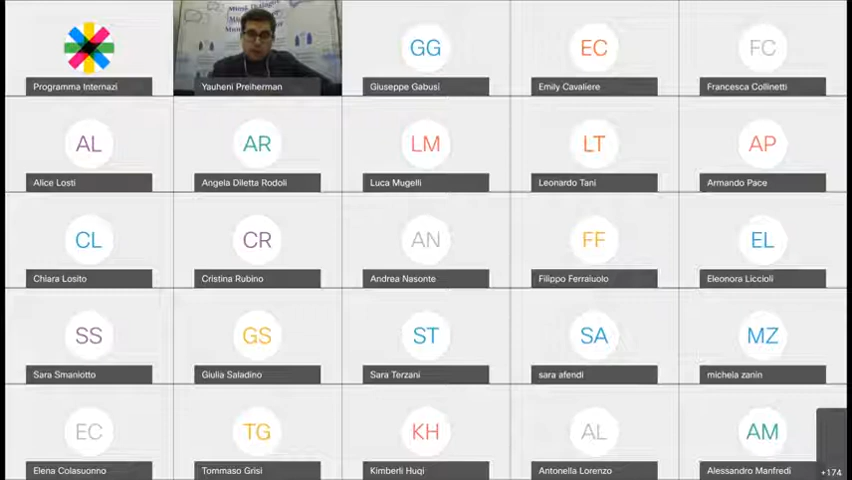 Minsk Dialogue
Programma Internazi
Yauheni Preiherman
GG
Giuseppe Gabusi
EC
Emily Cavaliere
FC
Francesca Collinetti
AL
Alice Losti
AR
Angela Diletta Rodoli
LM
Luca Mugelli
LT
Leonardo Tani
AP
Armando Pace
CL
Chiara Losito
CR
Cristina Rubino
AN
Andrea Nasonte
FF
Filippo Ferraiuolo
EL
Eleonora Liccioli
SS
Sara Smaniotto
GS
Giulia Saladino
ST
Sara Terzani
SA
sara afendi
MZ
michela zanin
EC
Elena Colasuonno
TG
Tommaso Grisi
KH
Kimberli Huqi
AL
Antonella Lorenzo
AM
Alessandro Manfredi
+174